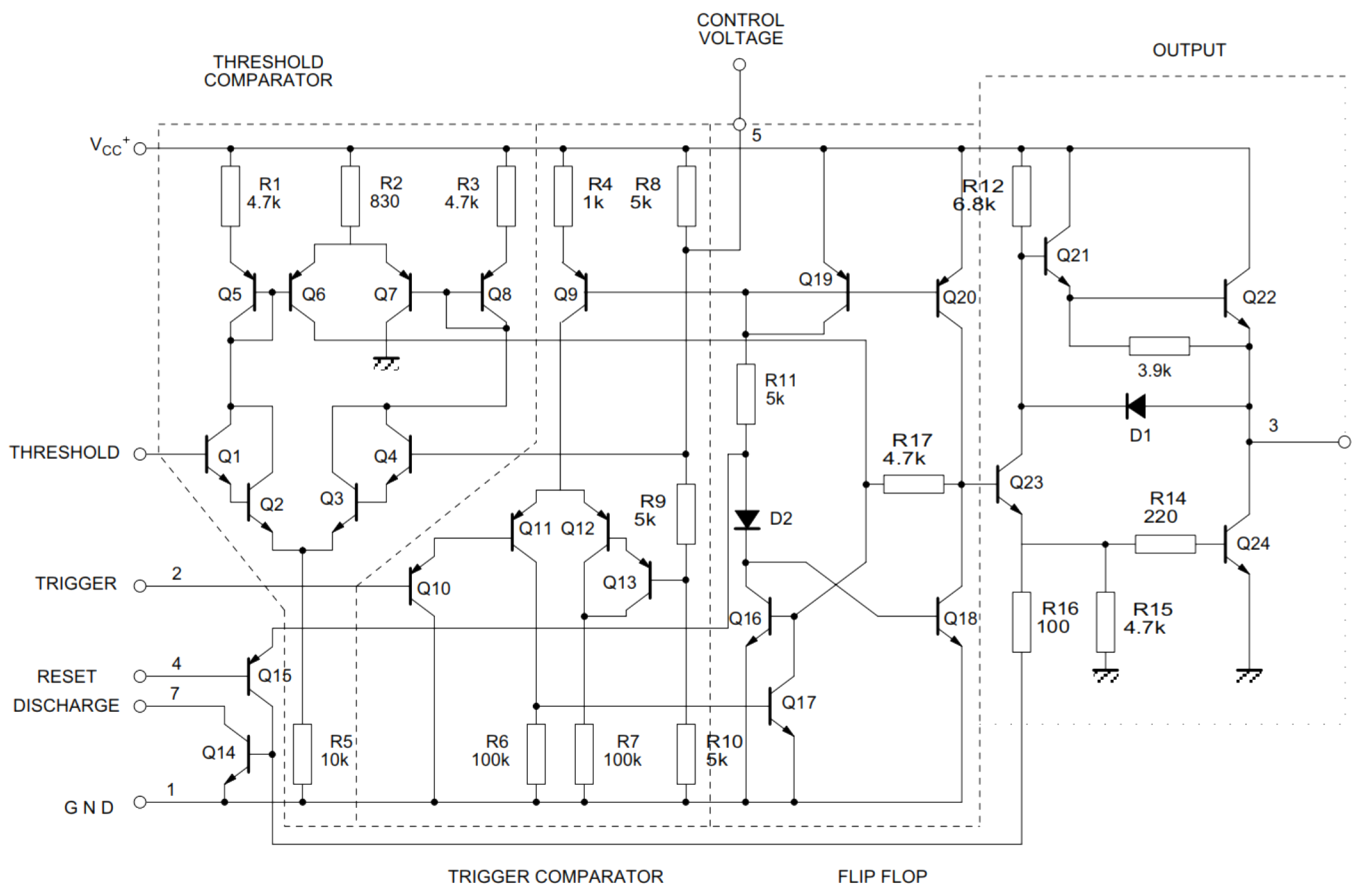 CONTROL
VOLTAGE
THRESHOLD
COMPARATOR
OUTPUT
VCC+
5
R1
4.7k
R2
830
R3
4.7k
R4
1k
R8
5k
R12
6.8k
Q21
Q5
Q6
Q7
Q8
Q9
Q19
Q20
Q22
3.9k
R11
5k
D1
3
THRESHOLD
Q1
Q4
R17
4.7k
Q2
Q3
R9
5k
Q11
Q12
D2
Q23
R14
220
Q24
TRIGGER
2
Q10
Q13
Q16
Q18
R16
100
R15
4.7k
RESET
4
Q15
DISCHARGE
7
Q17
Q14
R5
10k
R6
100k
R7
100k
R10
5k
GND
1
TRIGGER COMPARATOR
FLIP FLOP